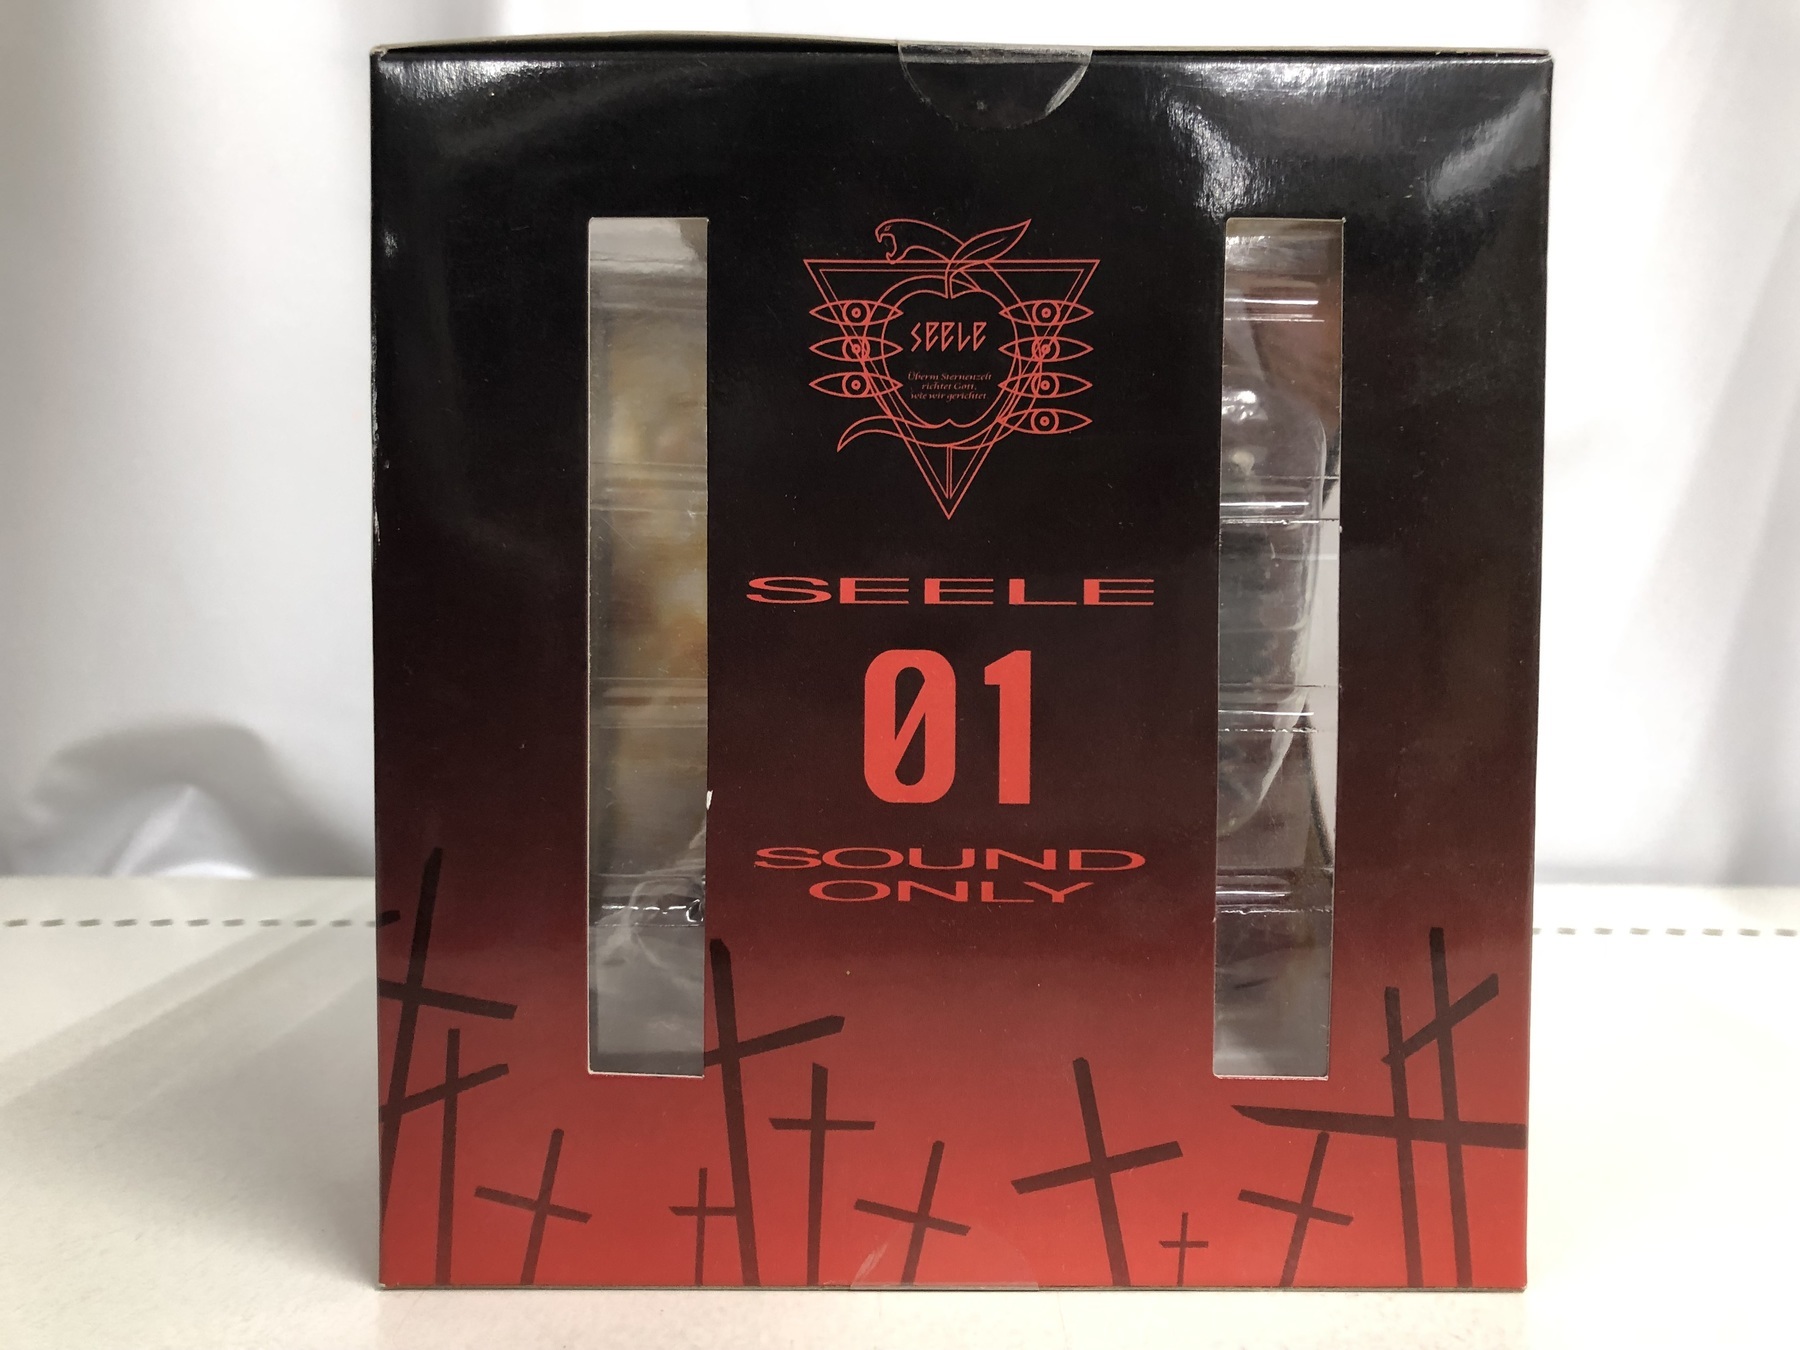 SEELE
Überm Sternenzelt
richtet Gott,
wie wir gerichtet.
SEELE
01
SOUND
ONLY